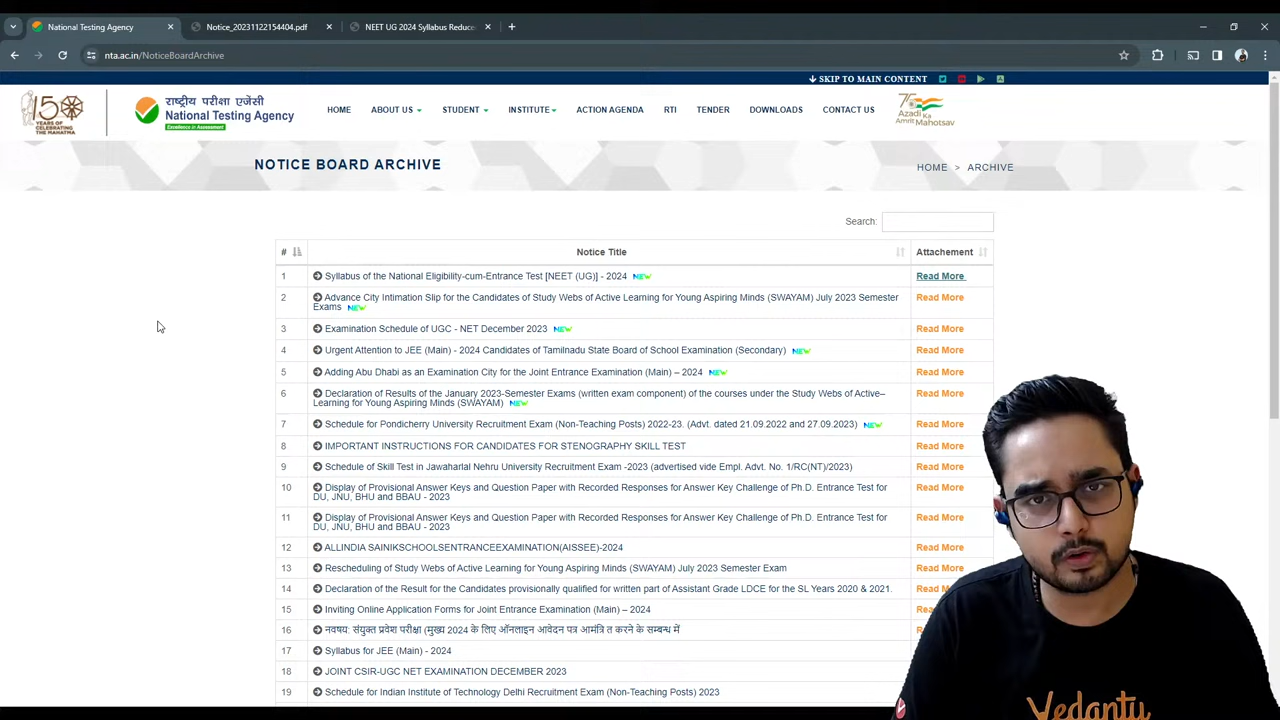 National Testing Agency
Notice_20231122154404.pdf
NEET UG 2024 Syllabus Reduce
nta.ac.in/NoticeBoardArchive
SKIP TO MAIN CONTENT
150
YEARS OF
CELEBRATING
THE MAHATMA
राष्ट्रीय परीक्षा एजेंसी
National Testing Agency
Excellence in Assessment
HOME
ABOUT US
STUDENT
INSTITUTE
ACTION AGENDA
RTI
TENDER
DOWNLOADS
CONTACT US
75
Azadi Ka
Amrit Mahotsav
NOTICE BOARD ARCHIVE
HOME > ARCHIVE
Search:
# Notice Title Attachement
1 Syllabus of the National Eligibility-cum-Entrance Test [NEET (UG)] - 2024 NEW Read More
2 Advance City Intimation Slip for the Candidates of Study Webs of Active Learning for Young Aspiring Minds (SWAYAM) July 2023 Semester Read More
Exams NEW
3 Examination Schedule of UGC - NET December 2023 NEW Read More
4 Urgent Attention to JEE (Main) - 2024 Candidates of Tamilnadu State Board of School Examination (Secondary) NEW Read More
5 Adding Abu Dhabi as an Examination City for the Joint Entrance Examination (Main) – 2024 NEW Read More
6 Declaration of Results of the January 2023-Semester Exams (written exam component) of the courses under the Study Webs of Active– Read More
Learning for Young Aspiring Minds (SWAYAM) NEW
7 Schedule for Pondicherry University Recruitment Exam (Non-Teaching Posts) 2022-23. (Advt. dated 21.09.2022 and 27.09.2023) NEW Read More
8 IMPORTANT INSTRUCTIONS FOR CANDIDATES FOR STENOGRAPHY SKILL TEST Read More
9 Schedule of Skill Test in Jawaharlal Nehru University Recruitment Exam -2023 (advertised vide Empl. Advt. No. 1/RC(NT)/2023) Read More
10 Display of Provisional Answer Keys and Question Paper with Recorded Responses for Answer Key Challenge of Ph.D. Entrance Test for Read More
DU, JNU, BHU and BBAU - 2023
11 Display of Provisional Answer Keys and Question Paper with Recorded Responses for Answer Key Challenge of Ph.D. Entrance Test for Read More
DU, JNU, BHU and BBAU - 2023
12 ALLINDIA SAINIKSCHOOLSENTRANCEEXAMINATION(AISSEE)-2024 Read More
13 Rescheduling of Study Webs of Active Learning for Young Aspiring Minds (SWAYAM) July 2023 Semester Exam Read More
14 Declaration of the Result for the Candidates provisionally qualified for written part of Assistant Grade LDCE for the SL Years 2020 & 2021. Read More
15 Inviting Online Application Forms for Joint Entrance Examination (Main) – 2024
16 नवषय: संयुक्त प्रवेश परीक्षा (मुख्य 2024 के लिए ऑनलाइन आवेदन पत्र आमंत्रि त करने के सम्बन्ध में
17 Syllabus for JEE (Main) - 2024
18 JOINT CSIR-UGC NET EXAMINATION DECEMBER 2023
19 Schedule for Indian Institute of Technology Delhi Recruitment Exam (Non-Teaching Posts) 2023
Vedantu